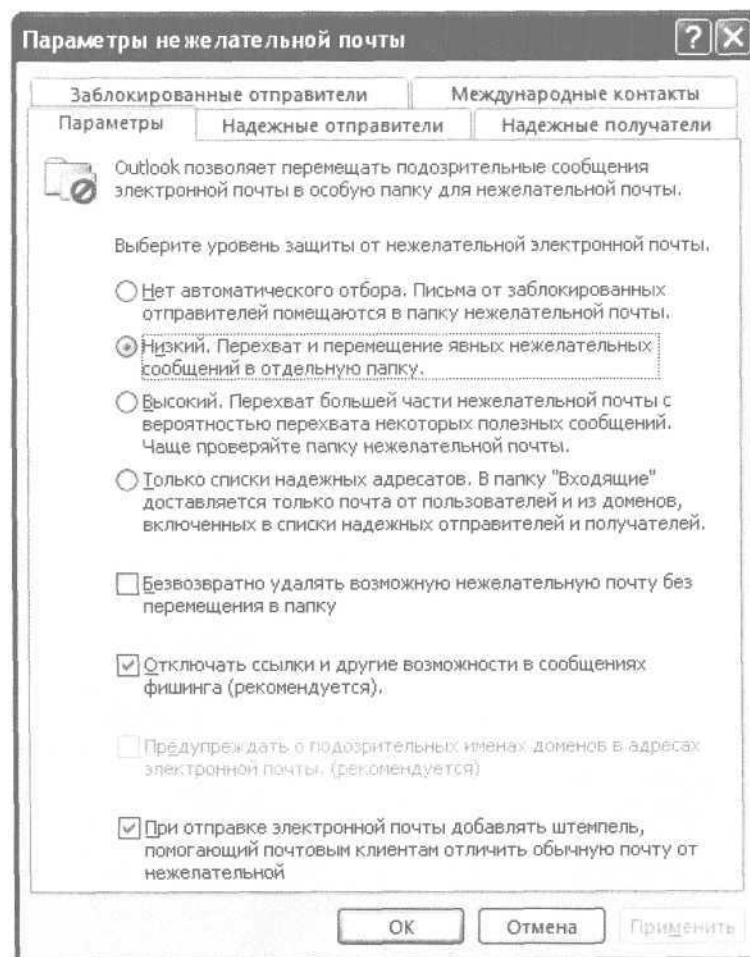 Параметры нежелательной почты
Заблокированные отправители
Международные контакты
Параметры
Надежные отправители
Надежные получатели
Outlook позволяет перемещать подозрительные сообщения
электронной почты в особую папку для нежелательной почты.
Выберите уровень защиты от нежелательной электронной почты.
Нет автоматического отбора. Письма от заблокированных
отправителей помещаются в папку нежелательной почты.
Низкий. Перехват и перемещение явных нежелательных
сообщений в отдельную папку.
Высокий. Перехват большей части нежелательной почты с
вероятностью перехвата некоторых полезных сообщений.
Чаще проверяйте папку нежелательной почты.
Только списки надежных адресатов. В папку "Входящие"
доставляется только почта от пользователей и из доменов,
включенных в списки надежных отправителей и получателей.
Безвозвратно удалять возможную нежелательную почту без
перемещения в папку
Отключать ссылки и другие возможности в сообщениях
фишинга (рекомендуется).
Предупреждать о подозрительных именах доменов в адресах
электронной почты. (рекомендуется)
При отправке электронной почты добавлять штемпель,
помогающий почтовым клиентам отличить обычную почту от
нежелательной
ОК
Отмена
Применить